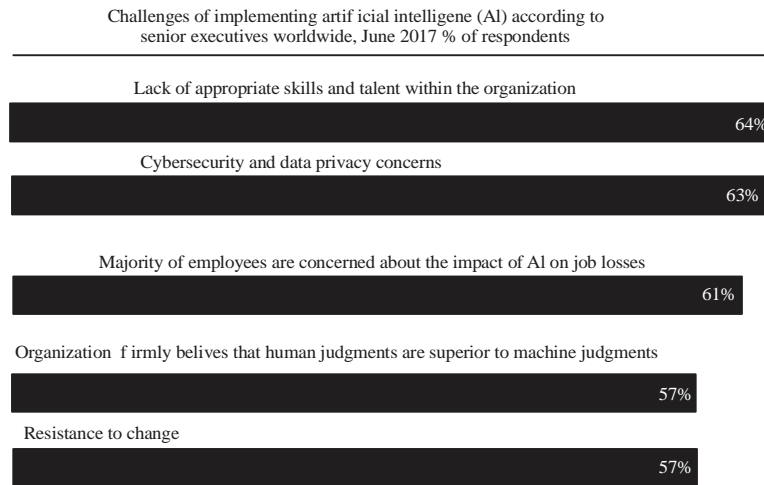 Challenges of implementing artif icial intelligene (Al) according to
senior executives worldwide, June 2017 % of respondents
Lack of appropriate skills and talent within the organization
64%
Cybersecurity and data privacy concerns
63%
Majority of employees are concerned about the impact of Al on job losses
61%
Organization f irmly belives that human judgments are superior to machine judgments
57%
Resistance to change
57%